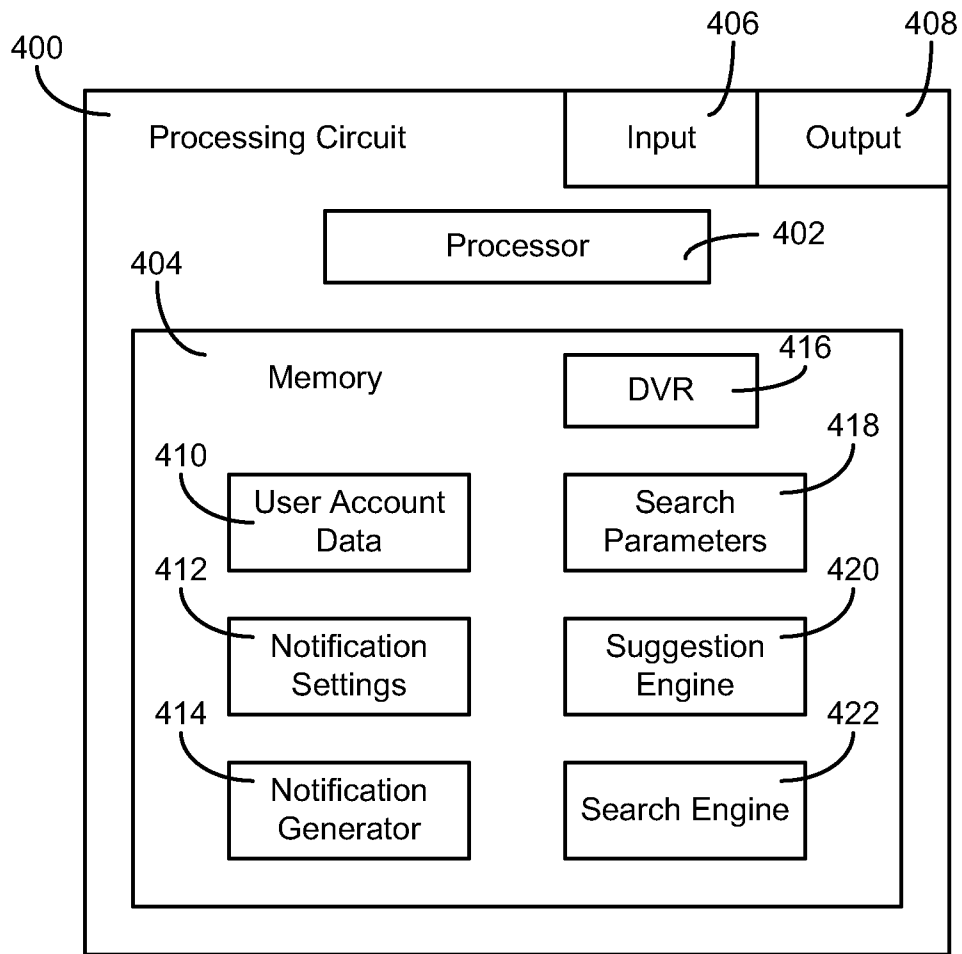 400
406
408
Processing Circuit
Input
Output
Processor
402
404
Memory
DVR
416
410
User Account
Data
418
Search
Parameters
412
Notification
Settings
420
Suggestion
Engine
414
Notification
Generator
422
Search Engine